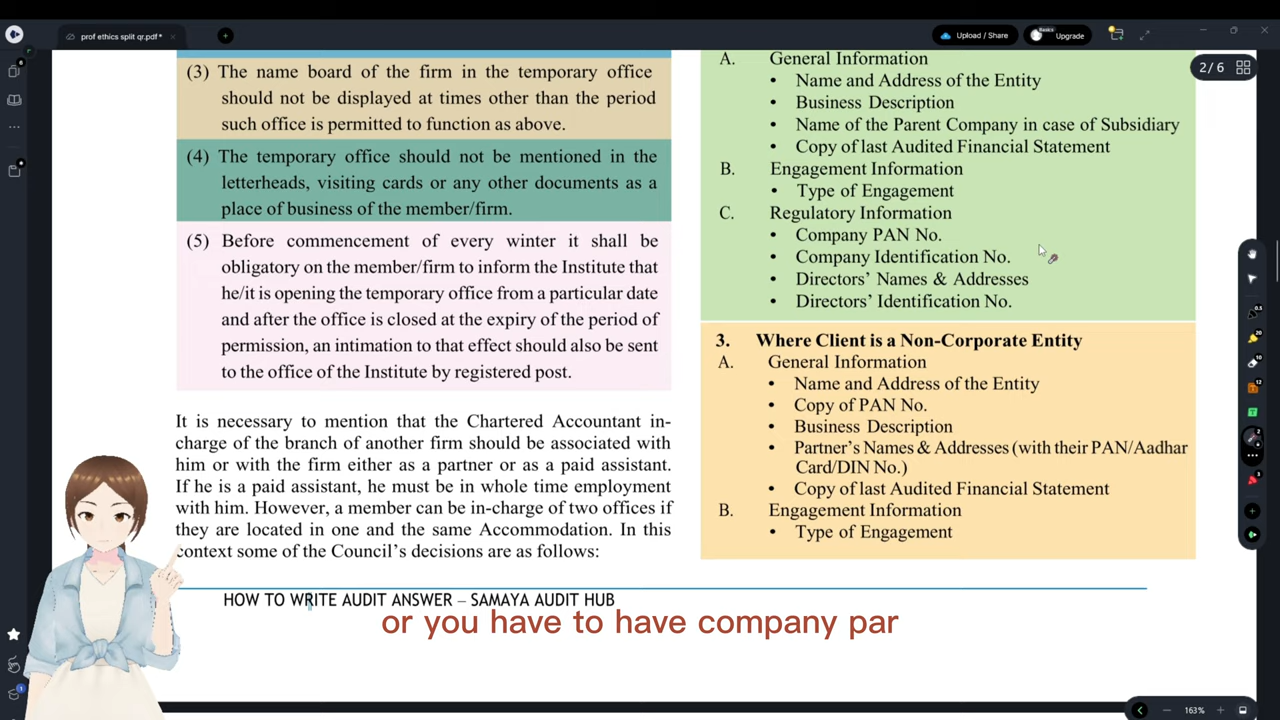 prof ethics split qr.pdf*
Upload / Share
Basics
Upgrade
2 / 6
(3) The name board of the firm in the temporary office
should not be displayed at times other than the period
such office is permitted to function as above.
(4) The temporary office should not be mentioned in the
letterheads, visiting cards or any other documents as a
place of business of the member/firm.
(5) Before commencement of every winter it shall be
obligatory on the member/firm to inform the Institute that
he/it is opening the temporary office from a particular date
and after the office is closed at the expiry of the period of
permission, an intimation to that effect should also be sent
to the office of the Institute by registered post.
It is necessary to mention that the Chartered Accountant in-
charge of the branch of another firm should be associated with
him or with the firm either as a partner or as a paid assistant.
If he is a paid assistant, he must be in whole time employment
with him. However, a member can be in-charge of two offices if
they are located in one and the same Accommodation. In this
context some of the Council's decisions are as follows:
A. General Information
• Name and Address of the Entity
• Business Description
• Name of the Parent Company in case of Subsidiary
• Copy of last Audited Financial Statement
B. Engagement Information
• Type of Engagement
C. Regulatory Information
• Company PAN No.
• Company Identification No.
• Directors' Names & Addresses
• Directors' Identification No.
3. Where Client is a Non-Corporate Entity
A. General Information
• Name and Address of the Entity
• Copy of PAN No.
• Business Description
• Partner's Names & Addresses (with their PAN/Aadhar
Card/DIN No.)
• Copy of last Audited Financial Statement
B. Engagement Information
• Type of Engagement
HOW TO WRITE AUDIT ANSWER – SAMAYA AUDIT HUB
or you have to have company par
163%